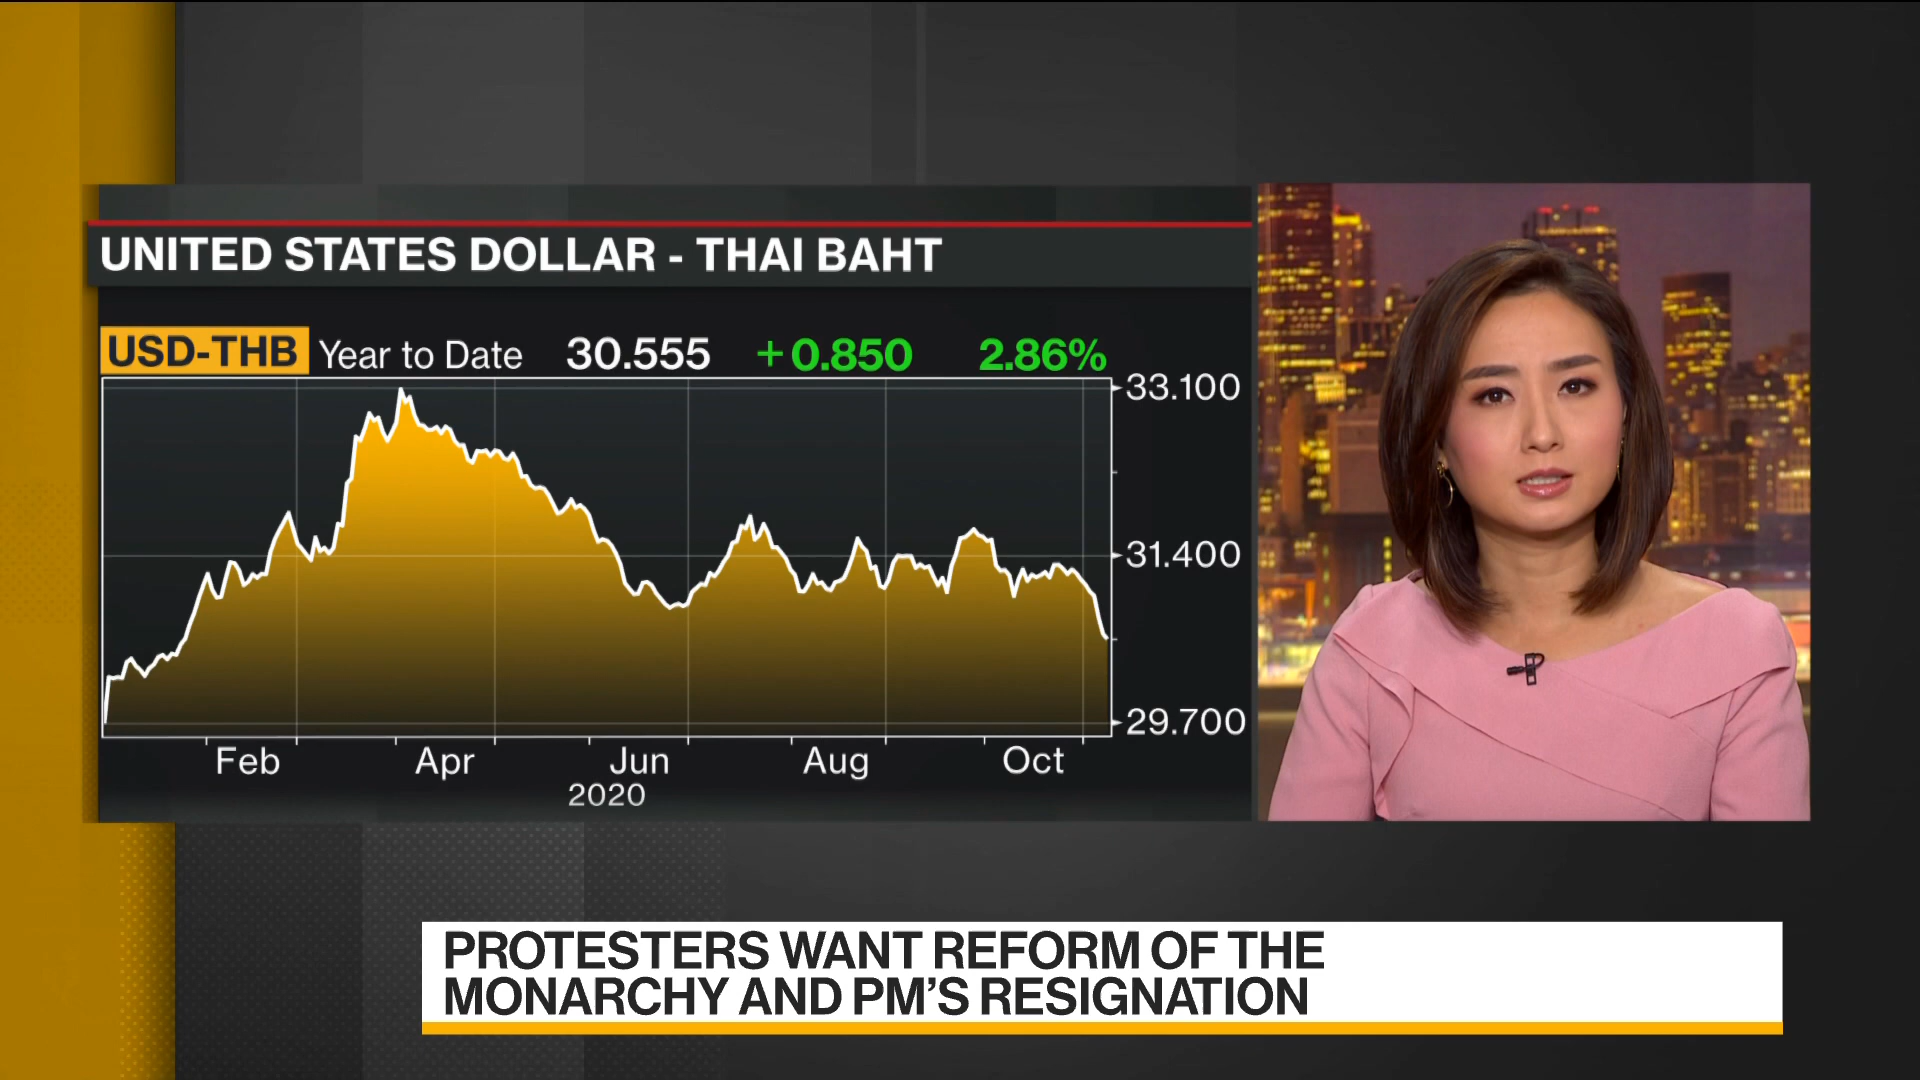 UNITED STATES DOLLAR - THAI BAHT
USD-THB Year to Date 30.555 +0.850 2.86%
33.100
31.400
29.700
Feb Apr Jun Aug Oct
2020
PROTESTERS WANT REFORM OF THE
MONARCHY AND PM'S RESIGNATION